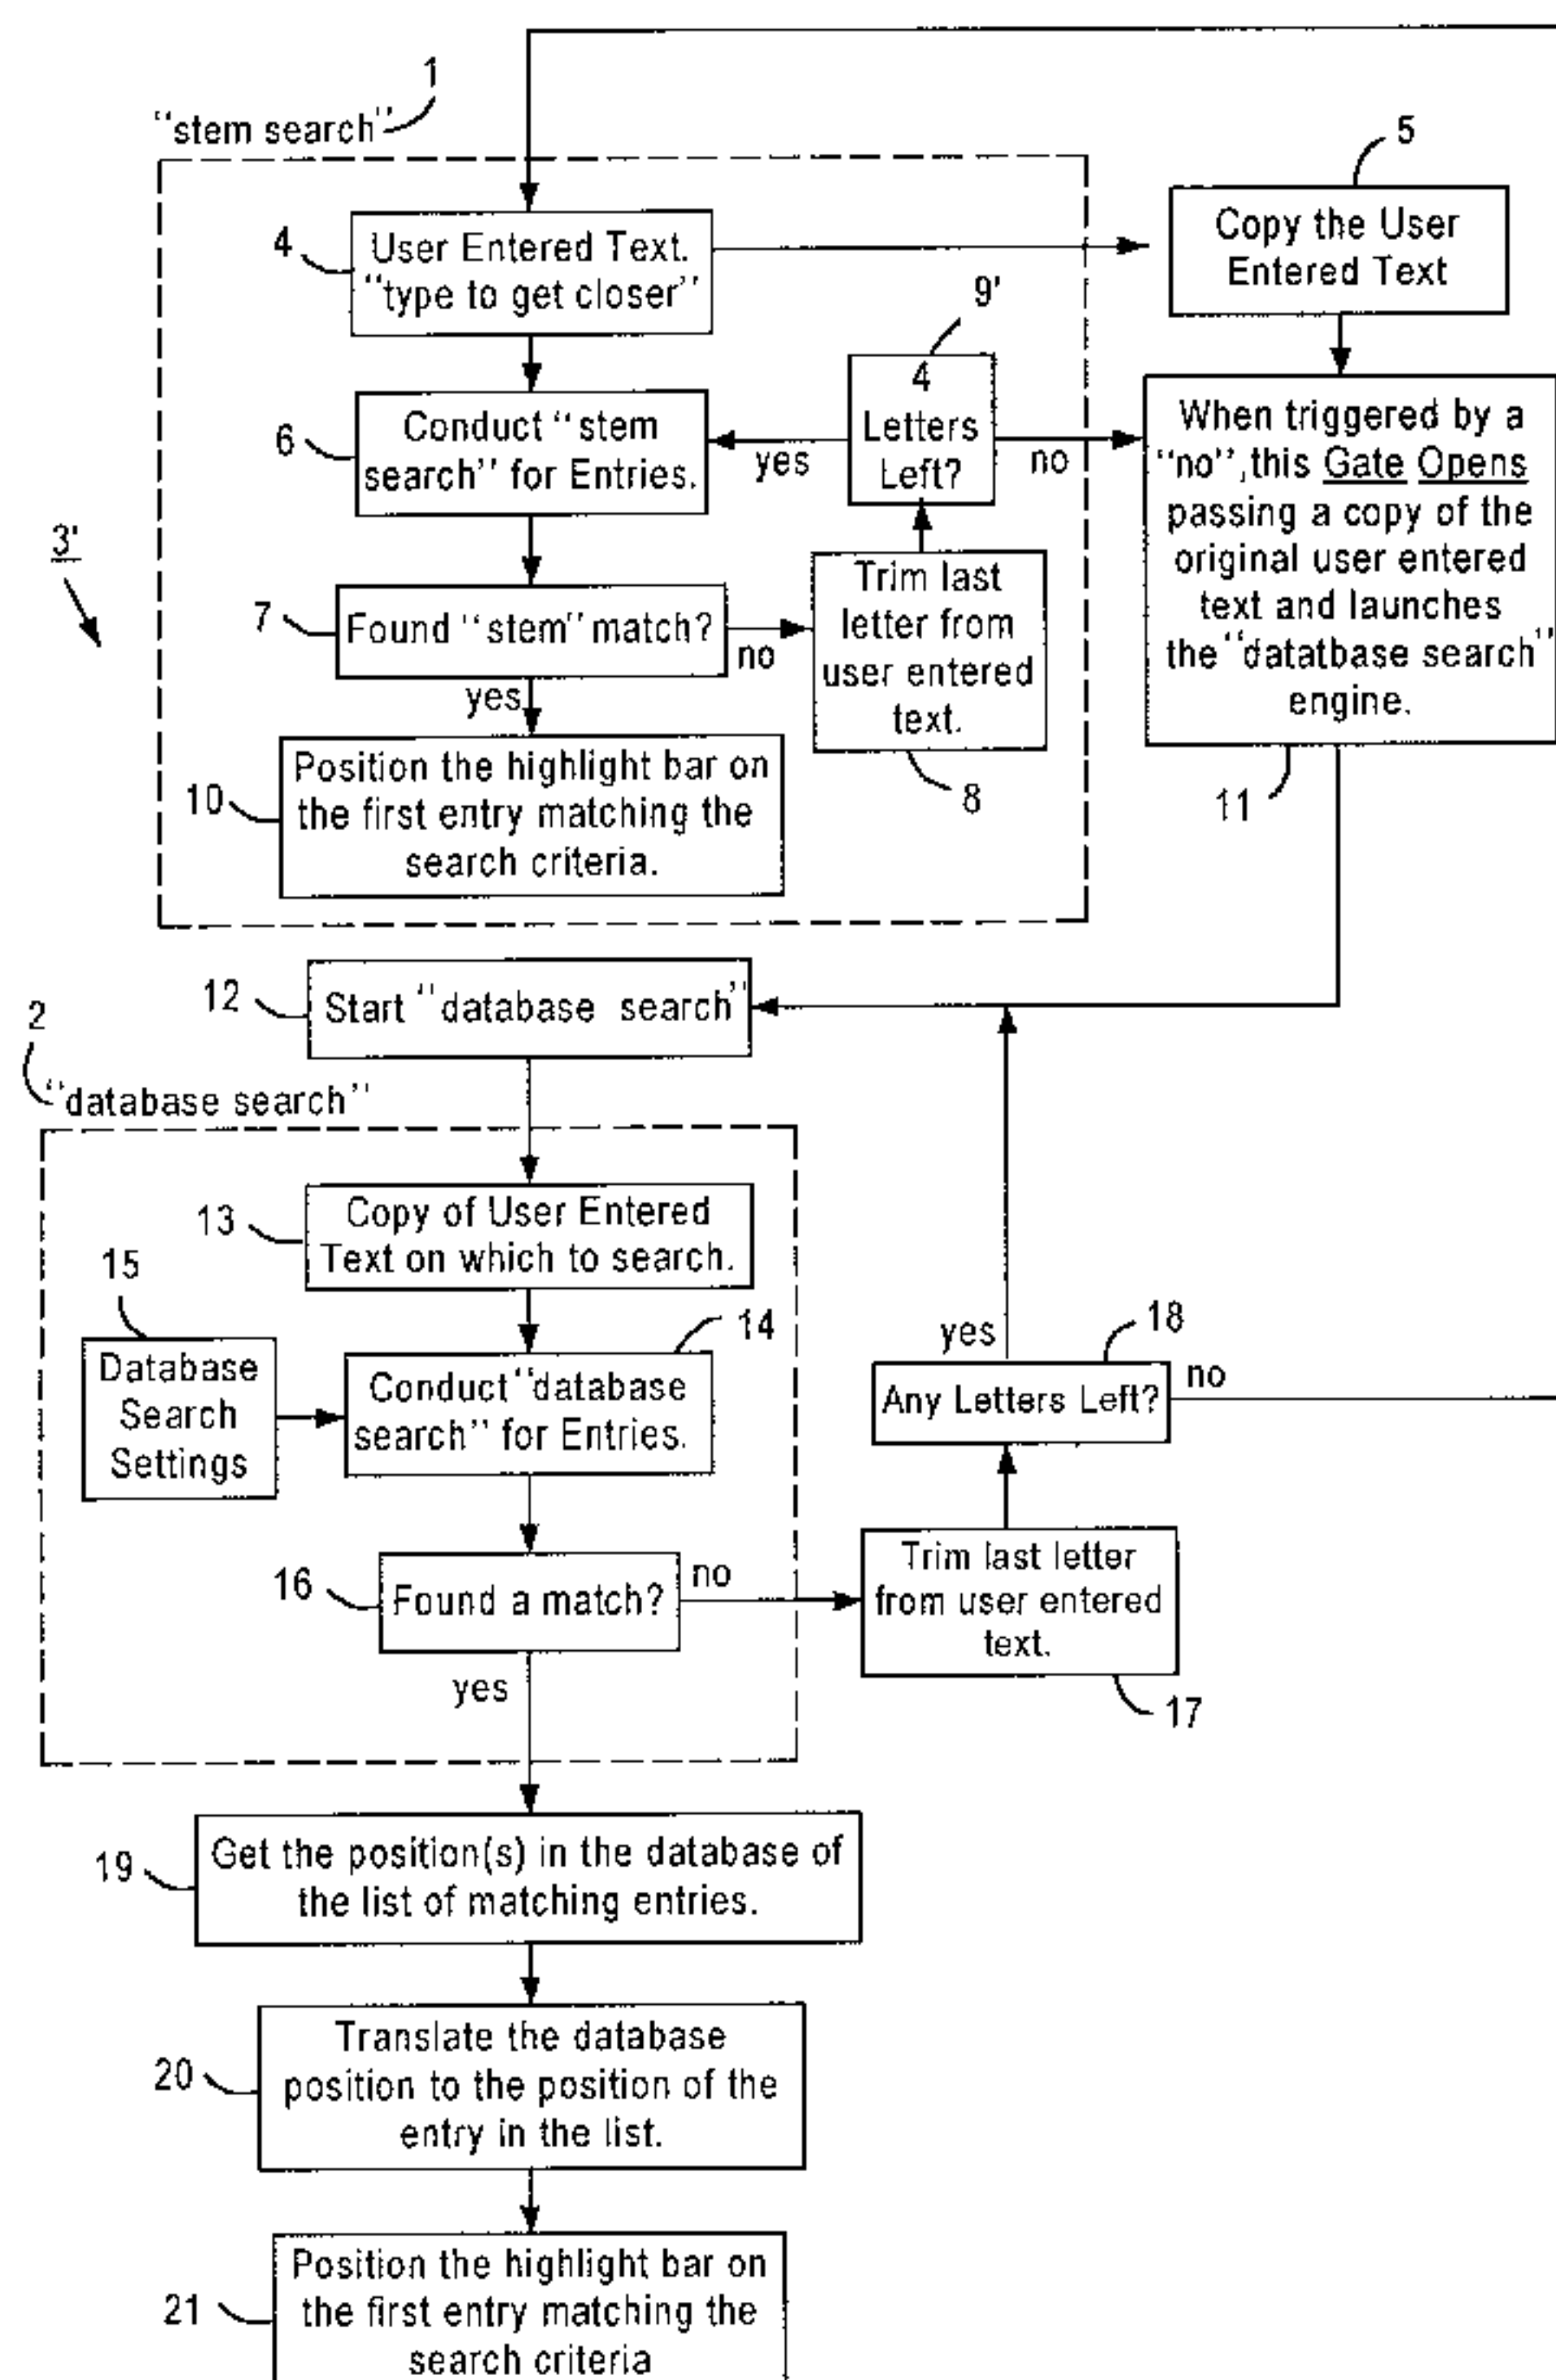 1
"stem search"
5
4
User Entered Text.
"type to get closer"
Copy the User
Entered Text
9'
4
Letters
Left?
yes
no
6
Conduct "stem
search" for Entries.
When triggered by a
"no",this Gate Opens
passing a copy of the
original user entered
text and launches
the"datatbase search"
engine.
3'
7
Found "stem" match?
no
yes
Trim last
letter from
user entered
text.
8
11
10
Position the highlight bar on
the first entry matching the
search criteria.
12
Start "database search"
2
"database search"
13
Copy of User Entered
Text on which to search.
15
Database
Search
Settings
14
Conduct "database
search" for Entries.
yes
18
Any Letters Left?
no
16
Found a match?
no
yes
Trim last letter
from user entered
text.
17
19
Get the position(s) in the database of
the list of matching entries.
20
Translate the database
position to the position of the
entry in the list.
21
Position the highlight bar on
the first entry matching the
search criteria